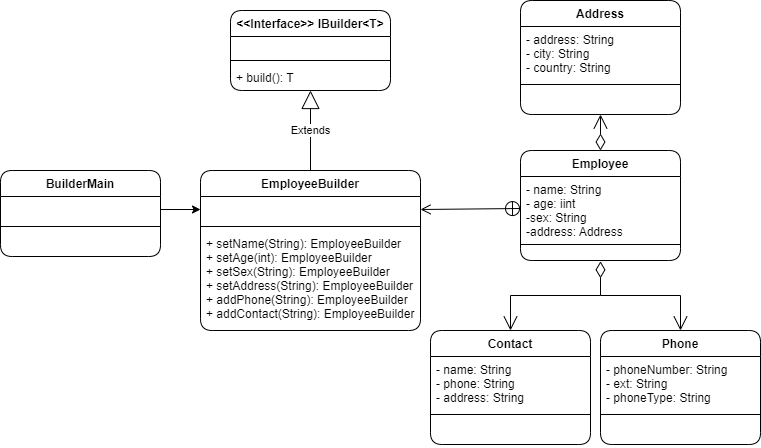 <<Interface>> IBuilder<T>
+ build(): T
Extends
Address
- address: String
- city: String
- country: String
BuilderMain
EmployeeBuilder
+ setName(String): EmployeeBuilder
+ setAge(int): EmployeeBuilder
+ setSex(String): EmployeeBuilder
+ setAddress(String): EmployeeBuilder
+ addPhone(String): EmployeeBuilder
+ addContact(String): EmployeeBuilder
Employee
- name: String
- age: iint
-sex: String
-address: Address
Contact
- name: String
- phone: String
- address: String
Phone
- phoneNumber: String
- ext: String
- phoneType: String